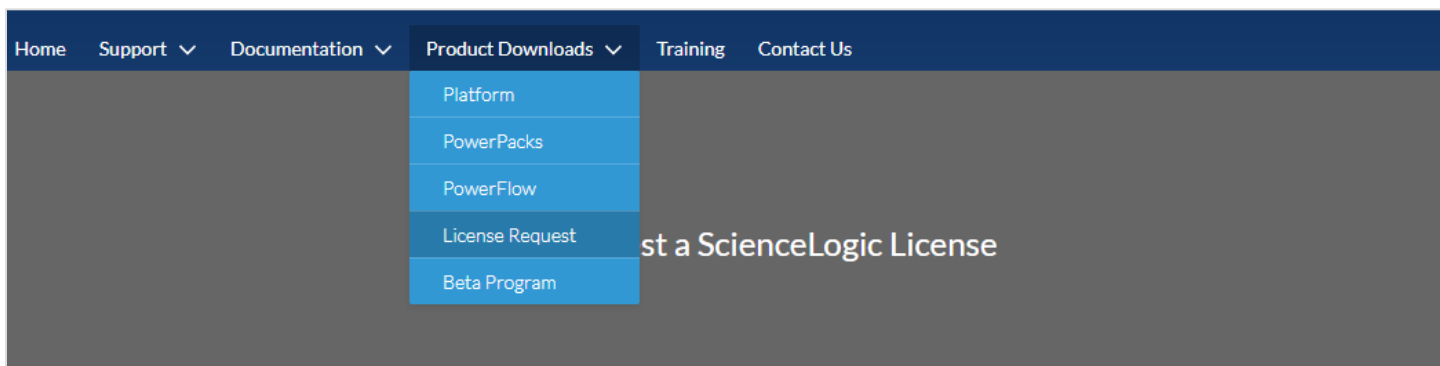 Home Support Documentation Product Downloads Training Contact Us
Platform
PowerPacks
PowerFlow
License Request
st a ScienceLogic License
Beta Program